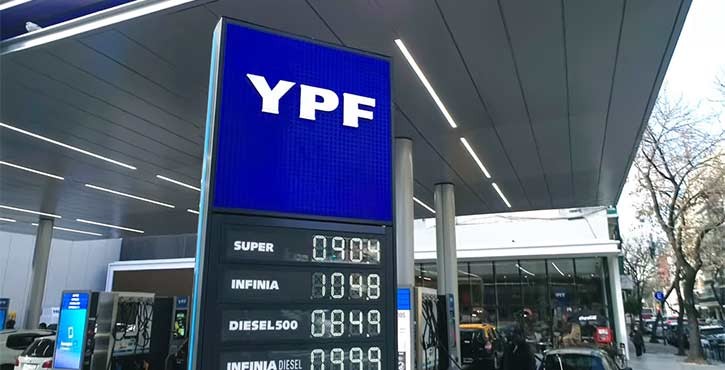 YPF
SUPER 0904
INFINIA 1048
DIESEL500 0849
INFINIA DIESEL 0999